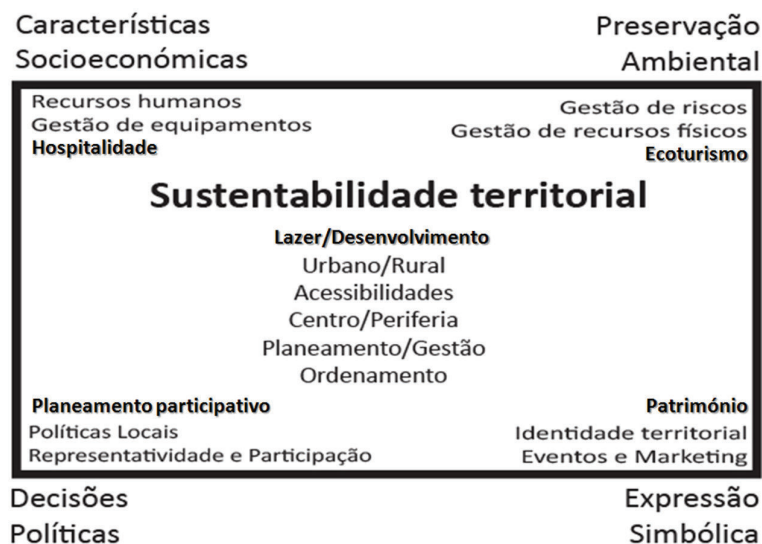 Características
Socioeconómicas
Preservação
Ambiental
Recursos humanos
Gestão de equipamentos
Hospitalidade
Gestão de riscos
Gestão de recursos físicos
Ecoturismo
Sustentabilidade territorial
Lazer/Desenvolvimento
Urbano/Rural
Acessibilidades
Centro/Periferia
Planeamento/Gestão
Ordenamento
Planeamento participativo
Políticas Locais
Representatividade e Participação
Património
Identidade territorial
Eventos e Marketing
Decisões
Políticas
Expressão
Simbólica